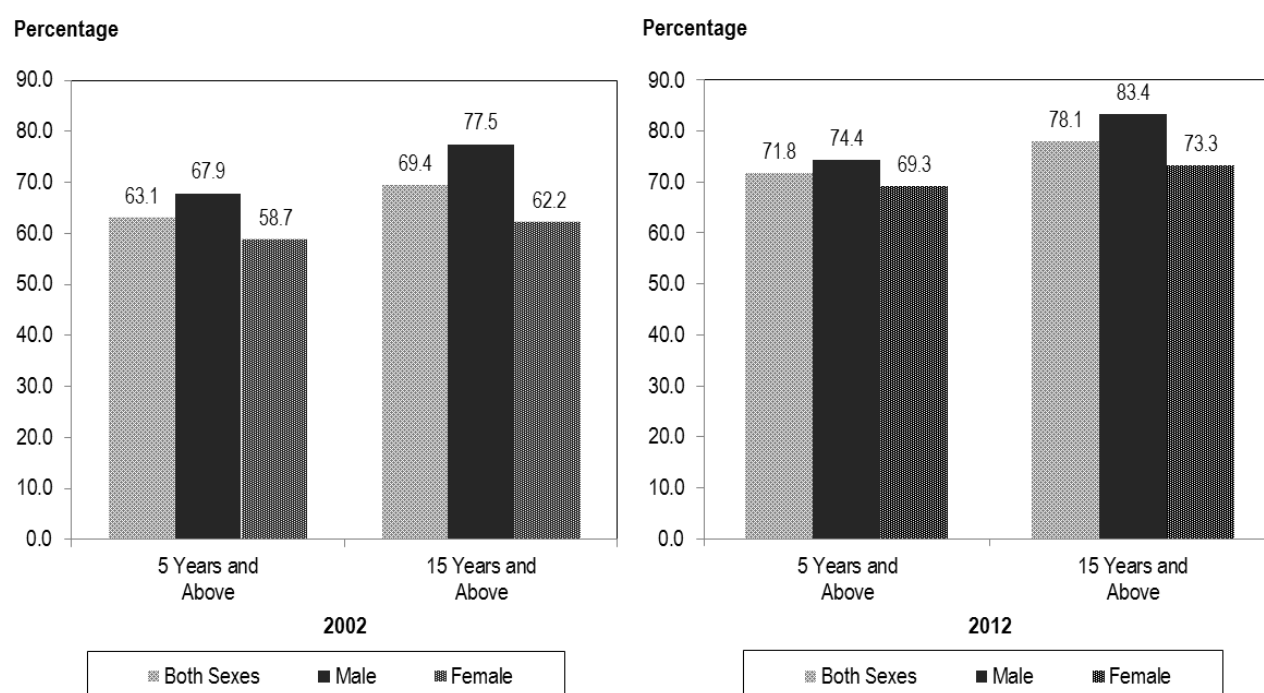 Percentage
90.0
80.0
70.0
60.0
50.0
40.0
30.0
20.0
10.0
0.0
63.1
67.9
58.7
69.4
77.5
62.2
5 Years and
Above
15 Years and
Above
2002
Both Sexes Male Female
Percentage
90.0
80.0
70.0
60.0
50.0
40.0
30.0
20.0
10.0
0.0
71.8
74.4
69.3
78.1
83.4
73.3
5 Years and
Above
15 Years and
Above
2012
Both Sexes Male Female